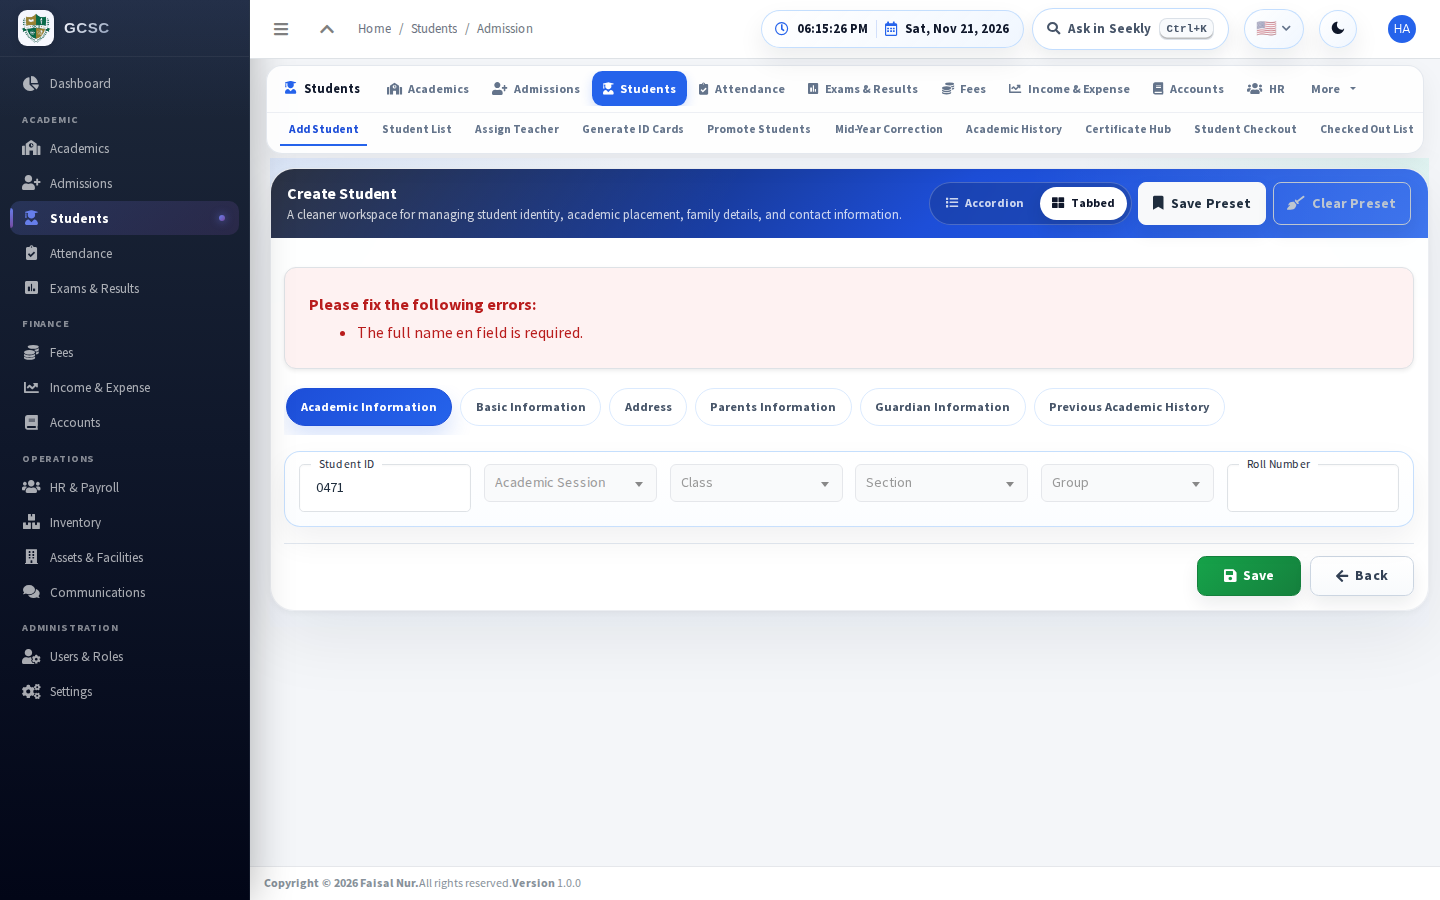 GCSC
Home / Students / Admission
06:15:26 PM Sat, Nov 21, 2026
Ask in Seekly Ctrl+K
HA
Dashboard
ACADEMIC
Academics
Admissions
Students
Attendance
Exams & Results
FINANCE
Fees
Income & Expense
Accounts
OPERATIONS
HR & Payroll
Inventory
Assets & Facilities
Communications
ADMINISTRATION
Users & Roles
Settings
Students Academics Admissions Students Attendance Exams & Results Fees Income & Expense Accounts HR More
Add Student Student List Assign Teacher Generate ID Cards Promote Students Mid-Year Correction Academic History Certificate Hub Student Checkout Checked Out List
Create Student
A cleaner workspace for managing student identity, academic placement, family details, and contact information.
Accordion Tabbed Save Preset Clear Preset
Please fix the following errors:
• The full name en field is required.
Academic Information Basic Information Address Parents Information Guardian Information Previous Academic History
Student ID
0471
Academic Session
Class
Section
Group
Roll Number
Save Back
Copyright © 2026 Faisal Nur.All rights reserved.Version 1.0.0